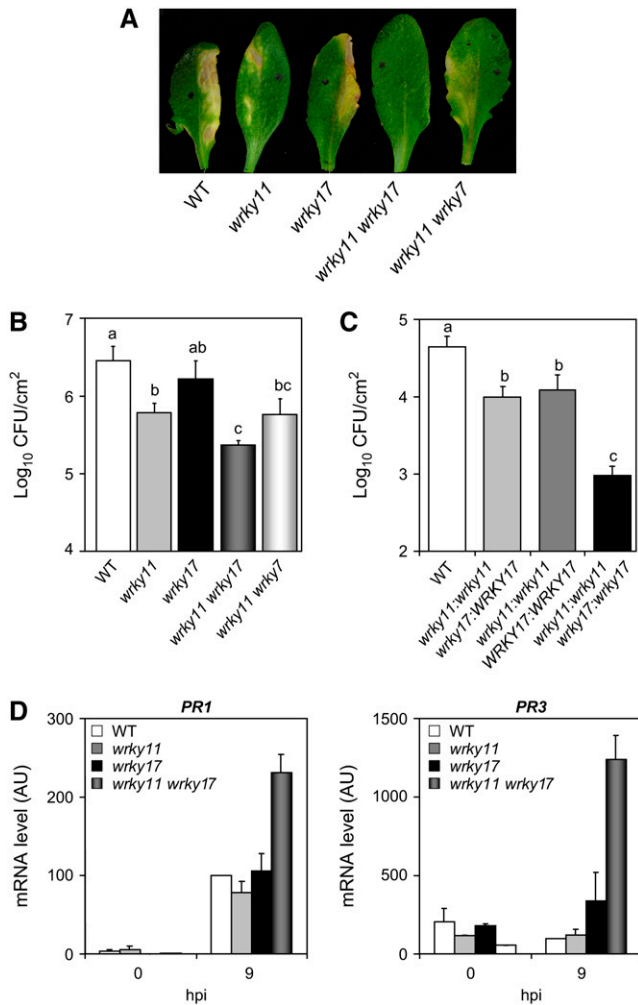 A
WT
wrky11
wrky17
wrky11 wrky17
wrky11 wrky7
B
7
6
5
4
Log10 CFU/cm2
a
b
ab
c
bc
WT
wrky11
wrky17
wrky11 wrky17
wrky11 wrky7
C
5
4
3
2
Log10 CFU/cm2
a
b
b
c
WT
wrky11:wrky11
wrky17:WRKY17
wrky11:wrky11
WRKY17:WRKY17
wrky11:wrky11
wrky17:wrky17
D
PR1
300
200
100
0
mRNA level (AU)
WT
wrky11
wrky17
wrky11 wrky17
0
9
hpi
PR3
1500
1000
500
0
mRNA level (AU)
WT
wrky11
wrky17
wrky11 wrky17
0
9
hpi